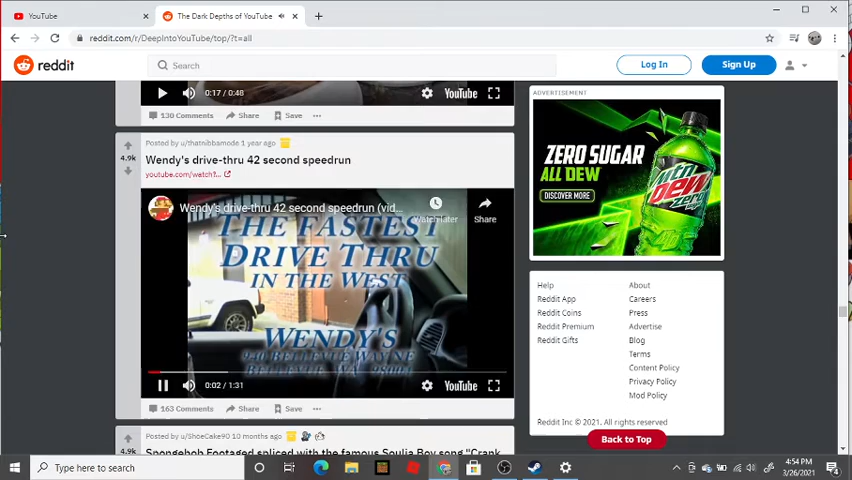 YouTube
The Dark Depths of YouTube
reddit.com/r/DeepIntoYouTube/top/?t=all
reddit
Search
Log In
Sign Up
0:17 / 0:48
YouTube
130 Comments
Share
Save
Posted by u/thatnibbamode 1 year ago
4.9k
Wendy's drive-thru 42 second speedrun
youtube.com/watch?...
Wendy's drive-thru 42 second speedrun (vid...
Watch later
Share
THE FASTEST
DRIVE THRU
IN THE WEST
WENDY'S
BELLEVUE, WA
0:02 / 1:31
YouTube
163 Comments
Share
Save
Posted by u/ShoeCake90 10 months ago
4.9k
Spongebob Footaged spliced with the famous Soulja Boy song "Crank
ADVERTISEMENT
ZERO SUGAR
ALL DEW
DISCOVER MORE
mtn
dew
zero
Help
Reddit App
Reddit Coins
Reddit Premium
Reddit Gifts
About
Careers
Press
Advertise
Blog
Terms
Content Policy
Privacy Policy
Mod Policy
Reddit Inc © 2021. All rights reserved
Back to Top
Type here to search
4:54 PM
3/26/2021
4